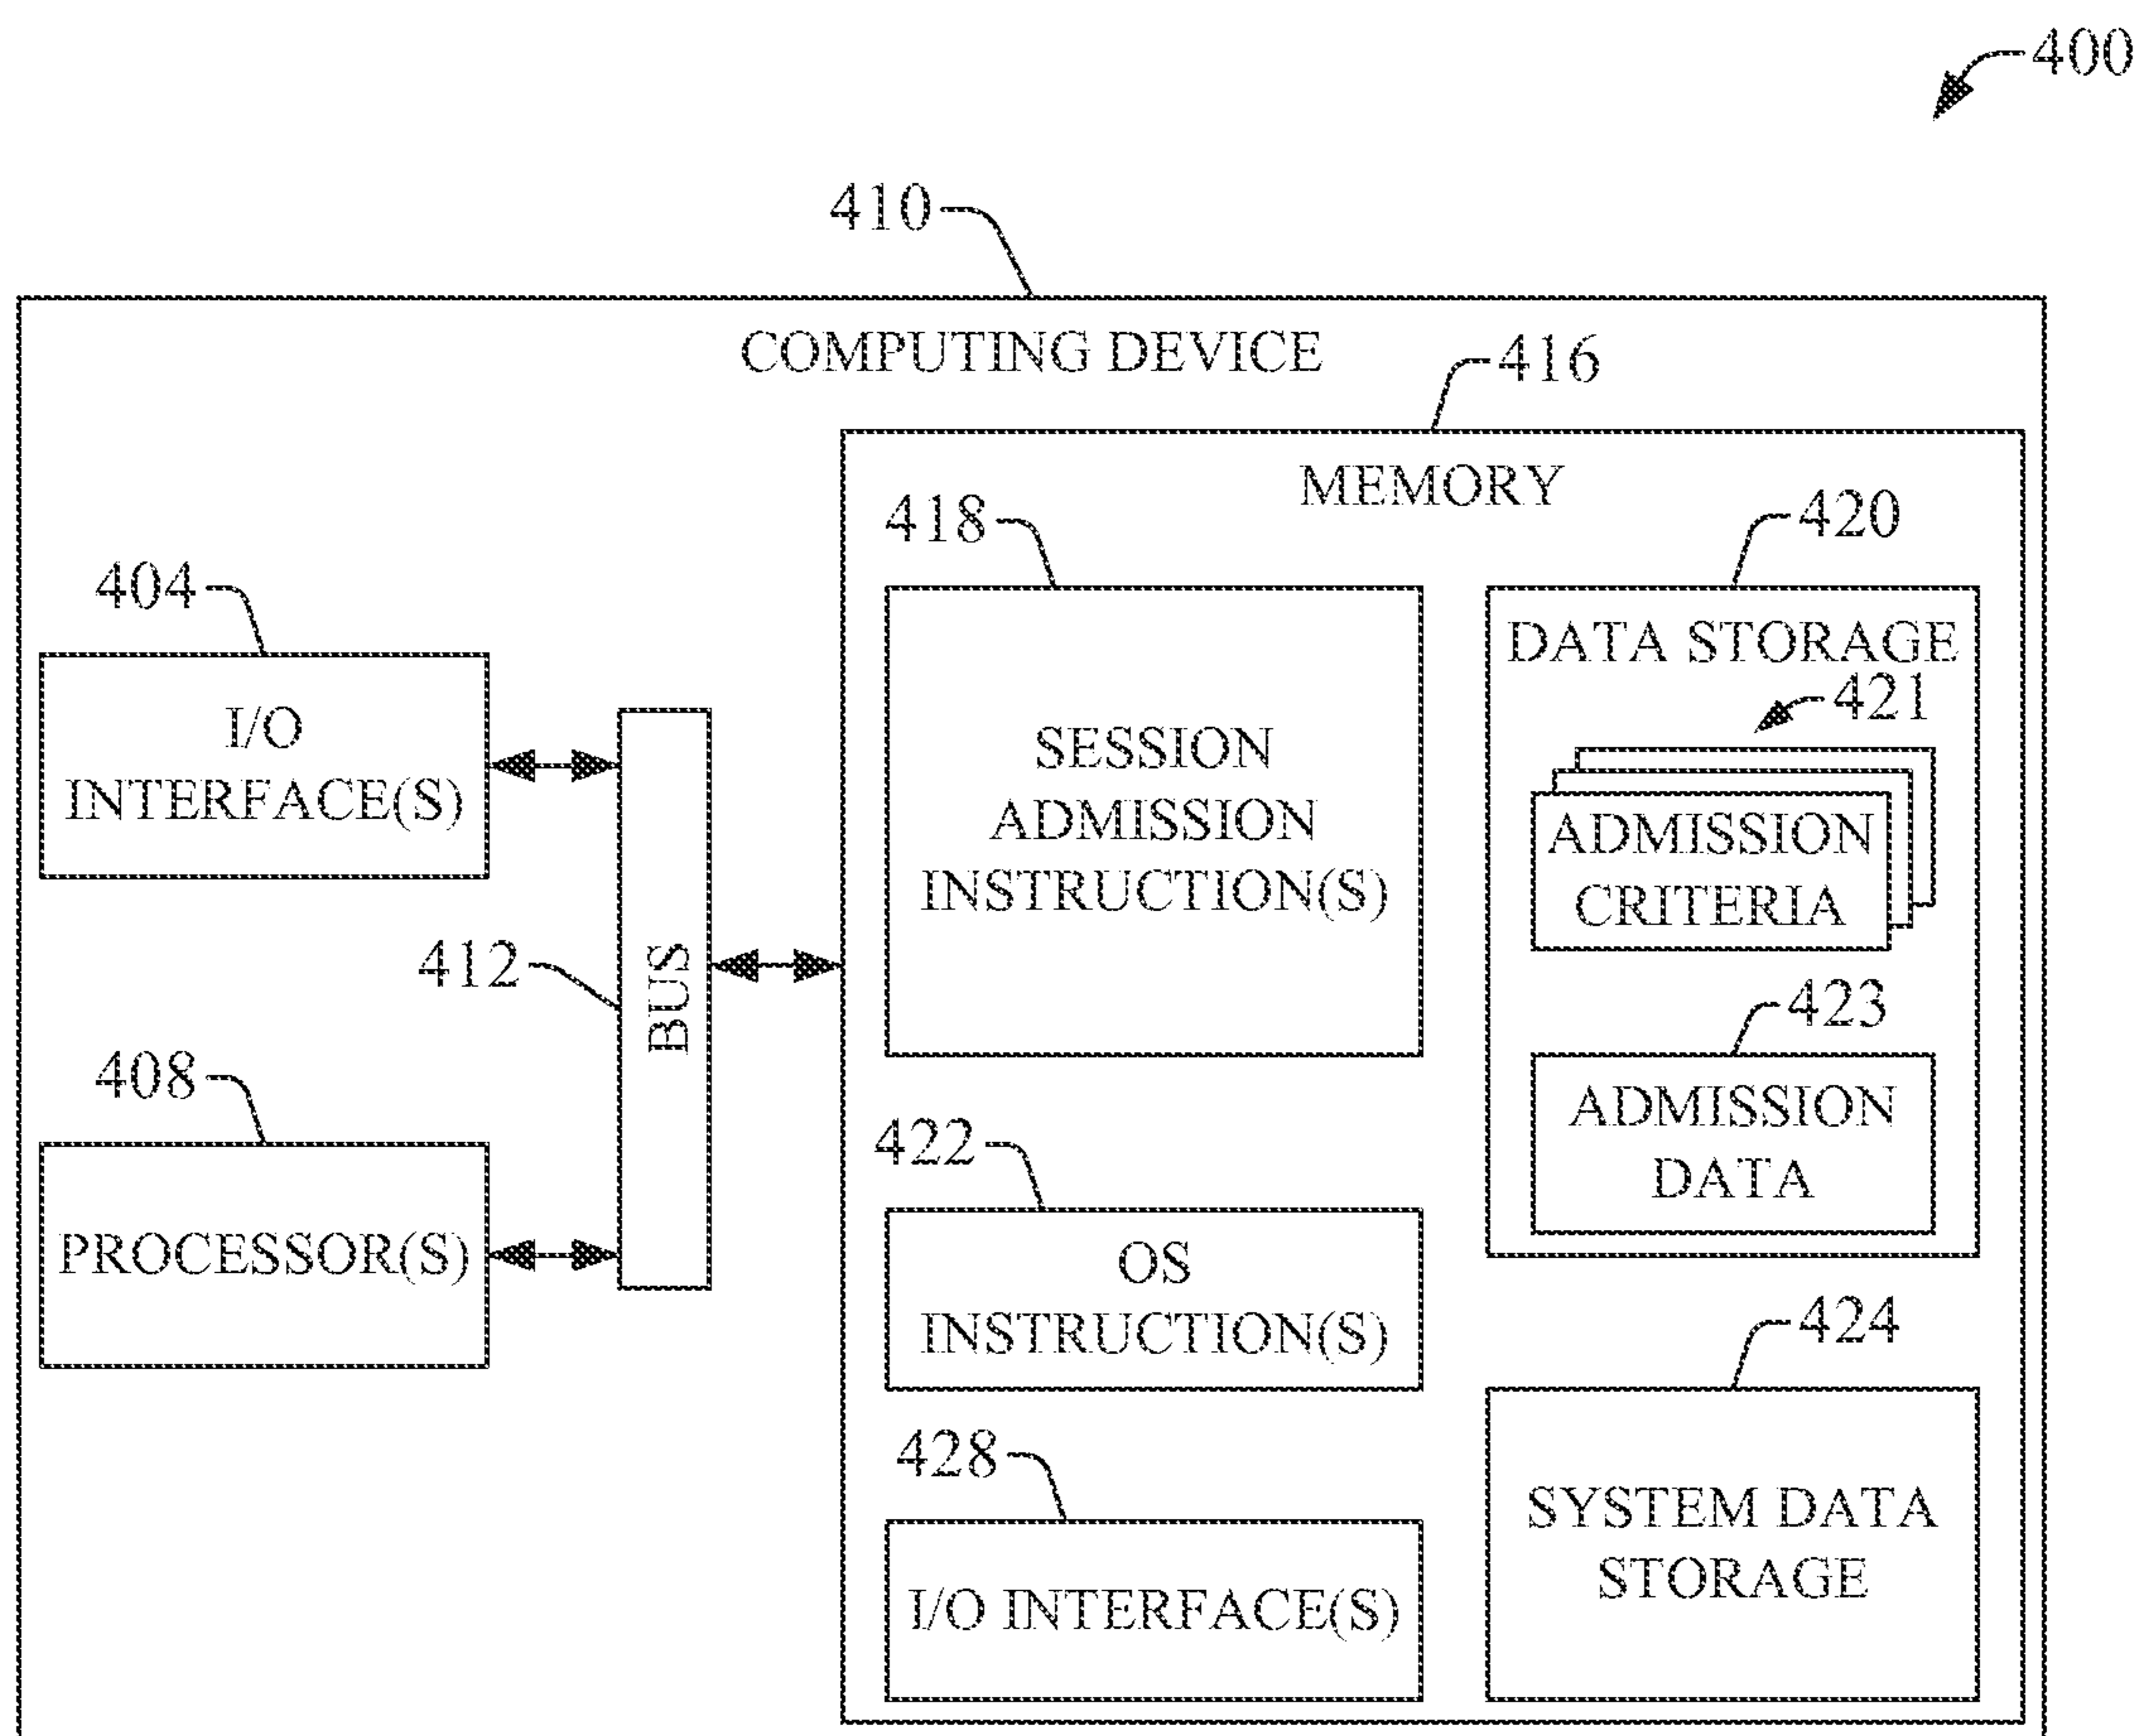 400
410
COMPUTING DEVICE
416
MEMORY
418
420
404
DATA STORAGE
421
I/O
INTERFACE(S)
SESSION
ADMISSION
INSTRUCTION(S)
ADMISSION
CRITERIA
412
BUS
423
408
ADMISSION
DATA
422
PROCESSOR(S)
OS
INSTRUCTION(S)
424
428
SYSTEM DATA
STORAGE
I/O INTERFACE(S)